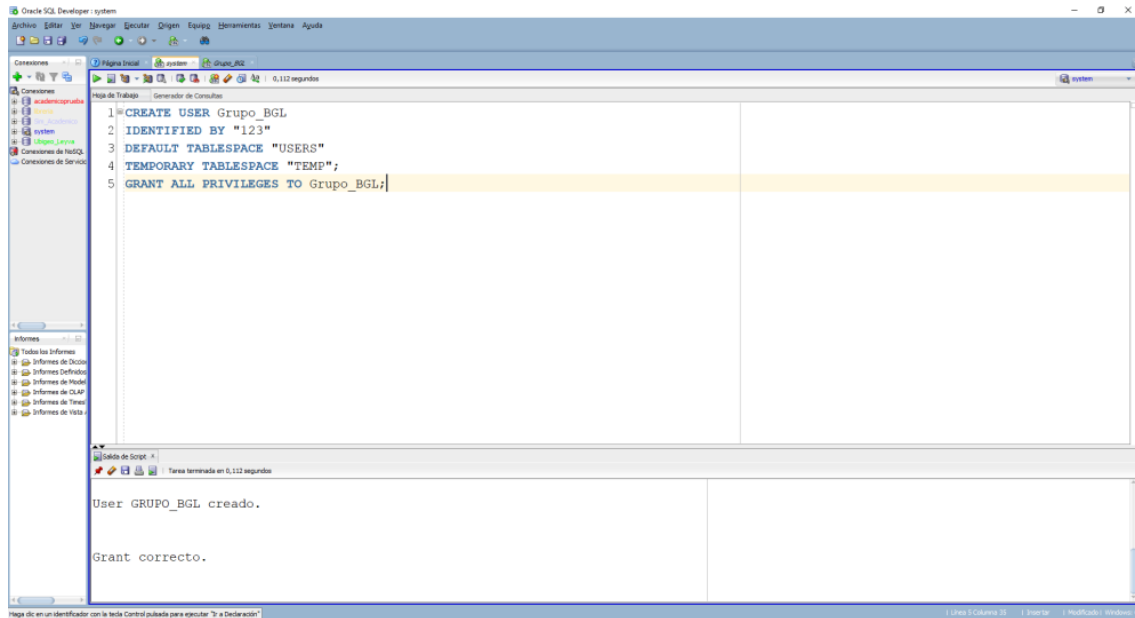 Oracle SQL Developer : system
Archivo Editar Ver Navegar Ejecutar Origen Equipo Herramientas Ventana Ayuda
Conexiones
Página Inicial system Grupo_BGL
0,112 segundos
system
Conexiones
Hoja de Trabajo Generador de Consultas
academicoprueba
system
Conexiones de NoSQL
Conexiones de Servicio
1 CREATE USER Grupo_BGL
2 IDENTIFIED BY "123"
3 DEFAULT TABLESPACE "USERS"
4 TEMPORARY TABLESPACE "TEMP";
5 GRANT ALL PRIVILEGES TO Grupo_BGL;
Informes
Todos los Informes
Informes de Diccio
Informes Definidos
Informes de Model
Informes de OLAP
Informes de Times
Informes de Vista
Salida de Script
Tarea terminada en 0,112 segundos
User GRUPO_BGL creado.
Grant correcto.
Haga clic en un identificador con la tecla Control pulsada para ejecutar "Ir a Declaración"
Línea 5 Columna 35 Insertar Modificado Windows